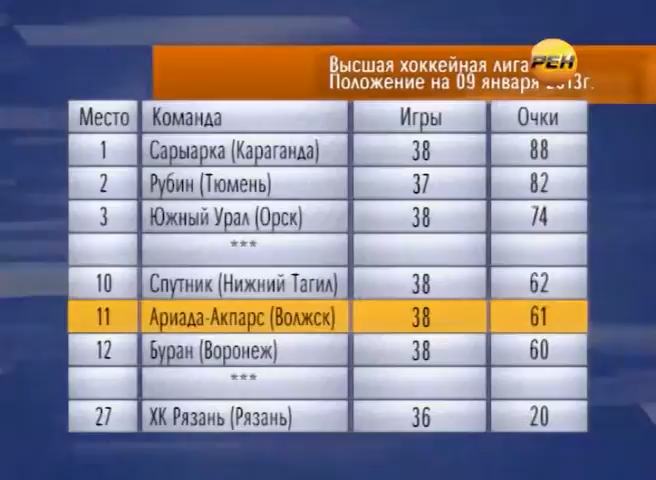 Высшая хоккейная лига
РЕН
Положение на 09 января 2013г.
Место Команда Игры Очки
1 Сарыарка (Караганда) 38 88
2 Рубин (Тюмень) 37 82
3 Южный Урал (Орск) 38 74
***
10 Спутник (Нижний Тагил) 38 62
11 Ариада-Акпарс (Волжск) 38 61
12 Буран (Воронеж) 38 60
***
27 ХК Рязань (Рязань) 36 20